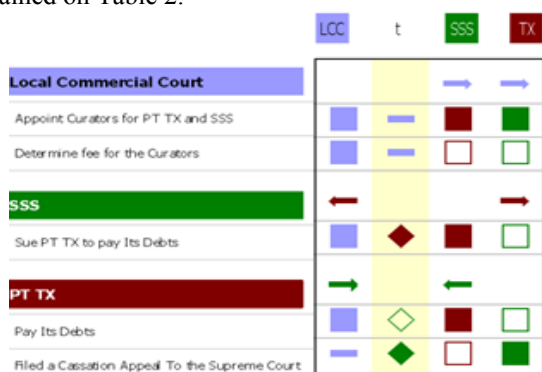 ained on Table 2.
LCC t SSS TX
Local Commercial Court
Appoint Curators for PT TX and SSS
Determine fee for the Curators
SSS
Sue PT TX to pay Its Debts
PT TX
Pay Its Debts
Filed a Cassation Appeal To the Supreme Court